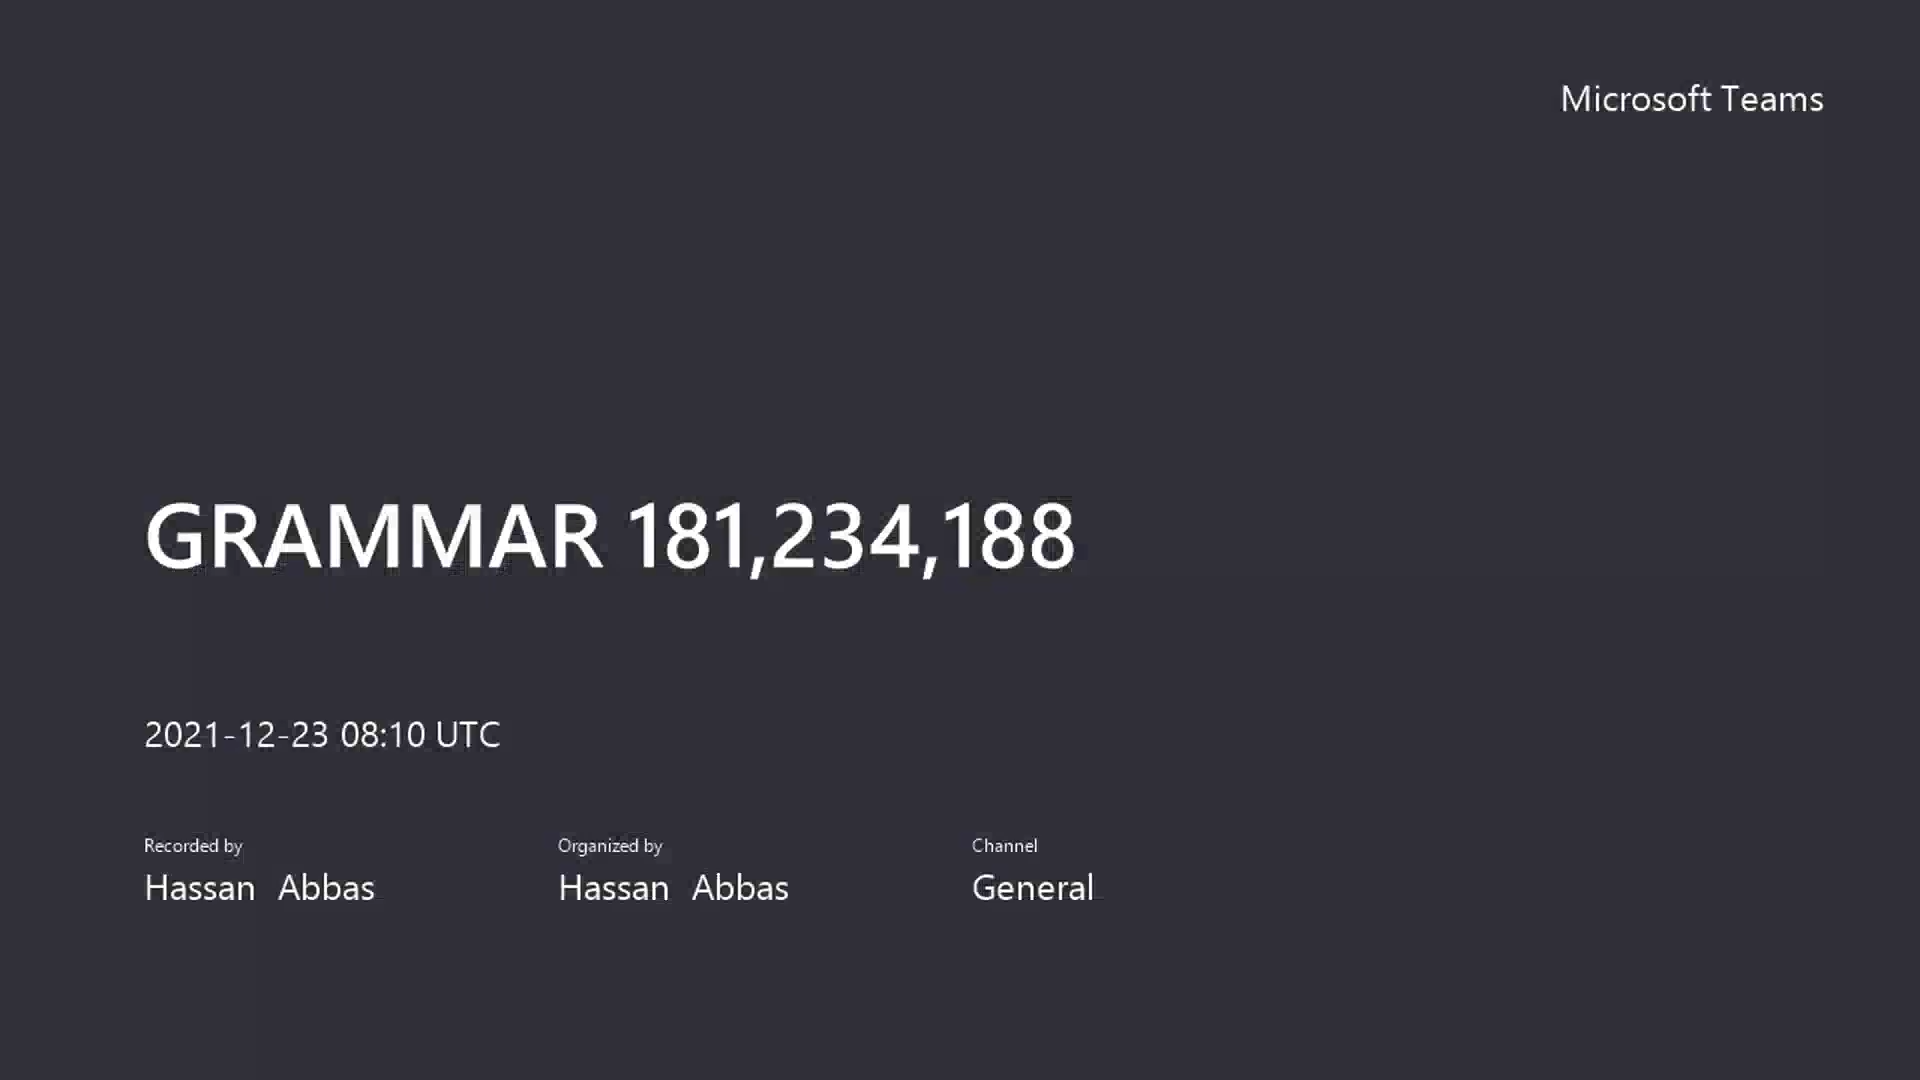 Microsoft Teams
GRAMMAR 181,234,188
2021-12-23 08:10 UTC
Recorded by
Hassan Abbas
Organized by
Hassan Abbas
Channel
General